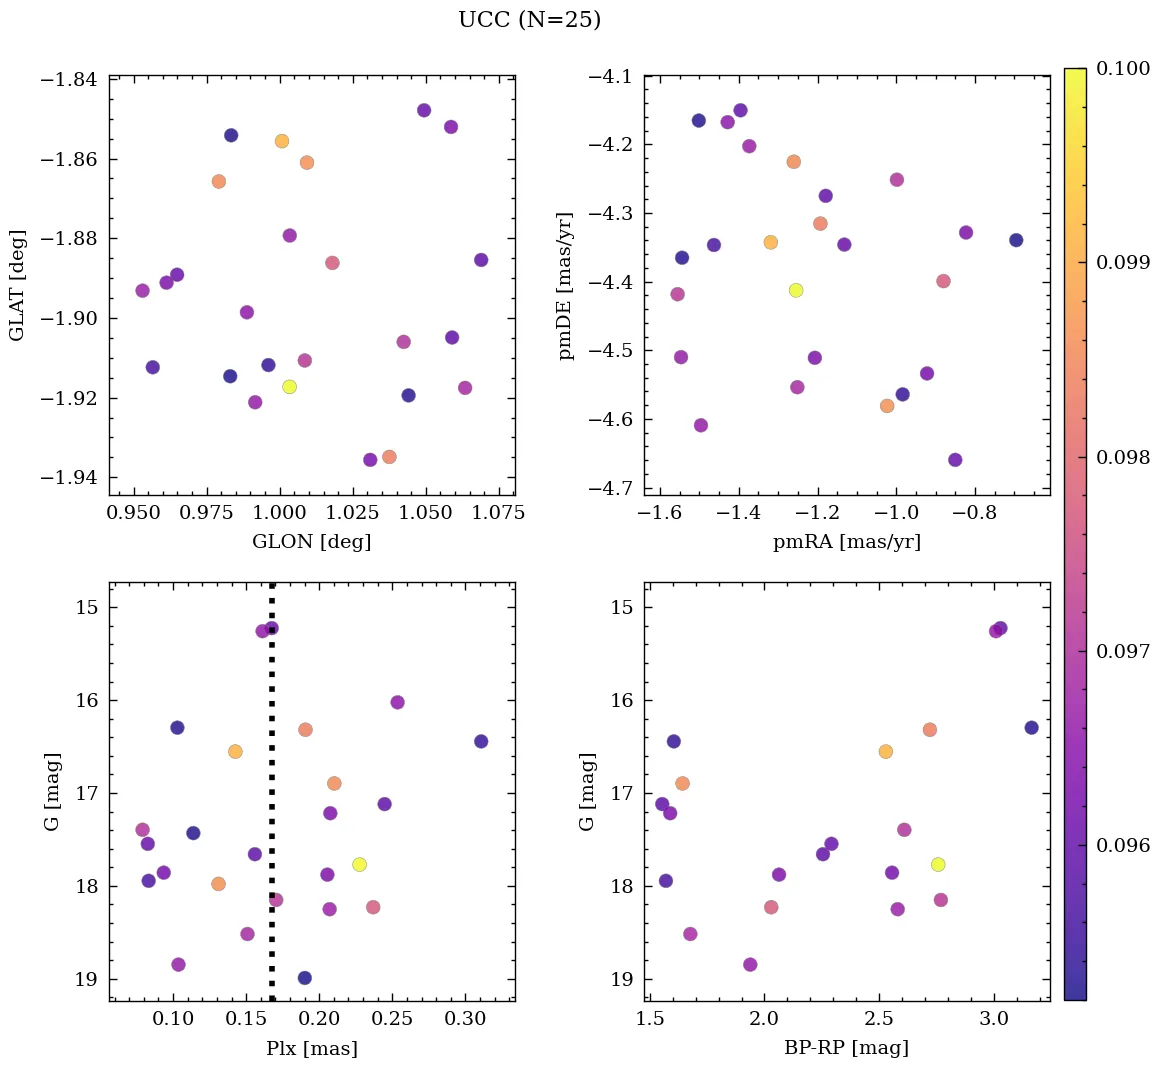 UCC (N=25)
−1.84
−1.86
−1.88
−1.90
−1.92
−1.94
GLAT [deg]
0.950 0.975 1.000 1.025 1.050 1.075
GLON [deg]
−4.1
−4.2
−4.3
−4.4
−4.5
−4.6
−4.7
pmDE [mas/yr]
−1.6 −1.4 −1.2 −1.0 −0.8
pmRA [mas/yr]
15
16
17
18
19
G [mag]
0.10 0.15 0.20 0.25 0.30
Plx [mas]
15
16
17
18
19
G [mag]
1.5 2.0 2.5 3.0
BP-RP [mag]
0.100
0.099
0.098
0.097
0.096